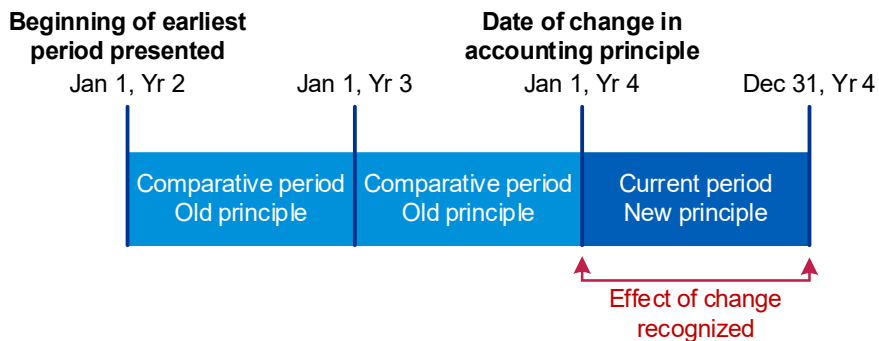 Beginning of earliest
period presented
Date of change in
accounting principle
Jan 1, Yr 2
Jan 1, Yr 3
Jan 1, Yr 4
Dec 31, Yr 4
Comparative period
Old principle
Comparative period
Old principle
Current period
New principle
Effect of change
recognized